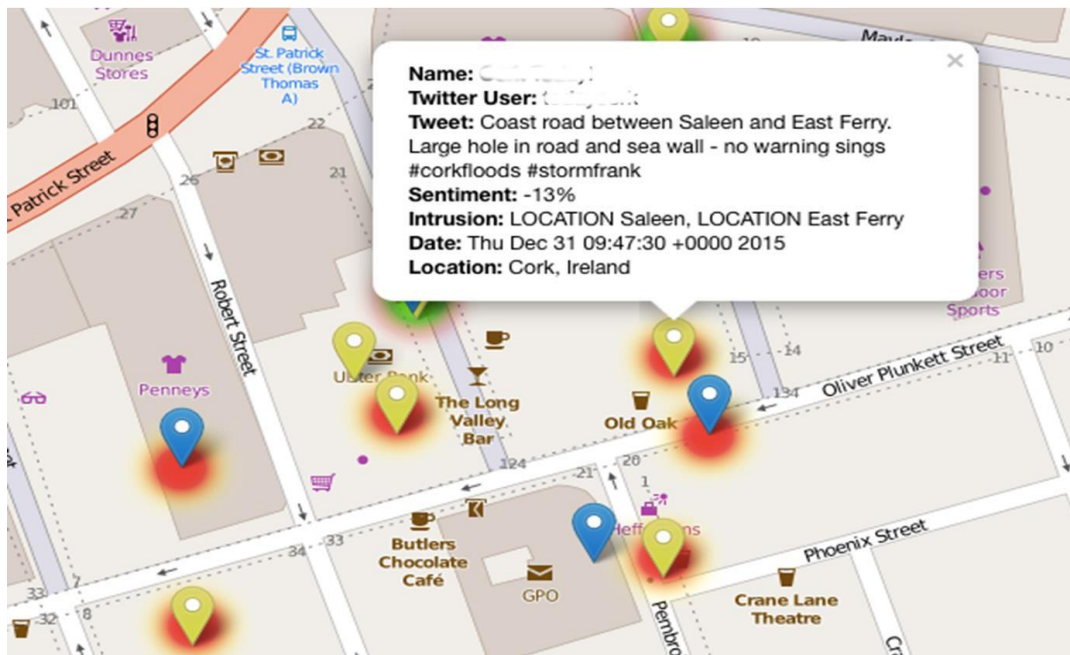 Dunnes
Stores
St. Patrick
Street (Brown
Thomas
A)
101
22
21
26
27
Patrick Street
Name:
Twitter User:
Tweet: Coast road between Saleen and East Ferry.
Large hole in road and sea wall - no warning sings
#corkfloods #stormfrank
Sentiment: -13%
Intrusion: LOCATION Saleen, LOCATION East Ferry
Date: Thu Dec 31 09:47:30 +0000 2015
Location: Cork, Ireland
×
Sports
Robert Street
Penneys
Ulster Bank
The Long
Valley
Bar
Old Oak
15
14
11
10
134
Oliver Plunkett Street
124
21
20
1
Butlers
Chocolate
Café
GPO
34
33
Phoenix Street
Crane Lane
Theatre
7
33
32
8